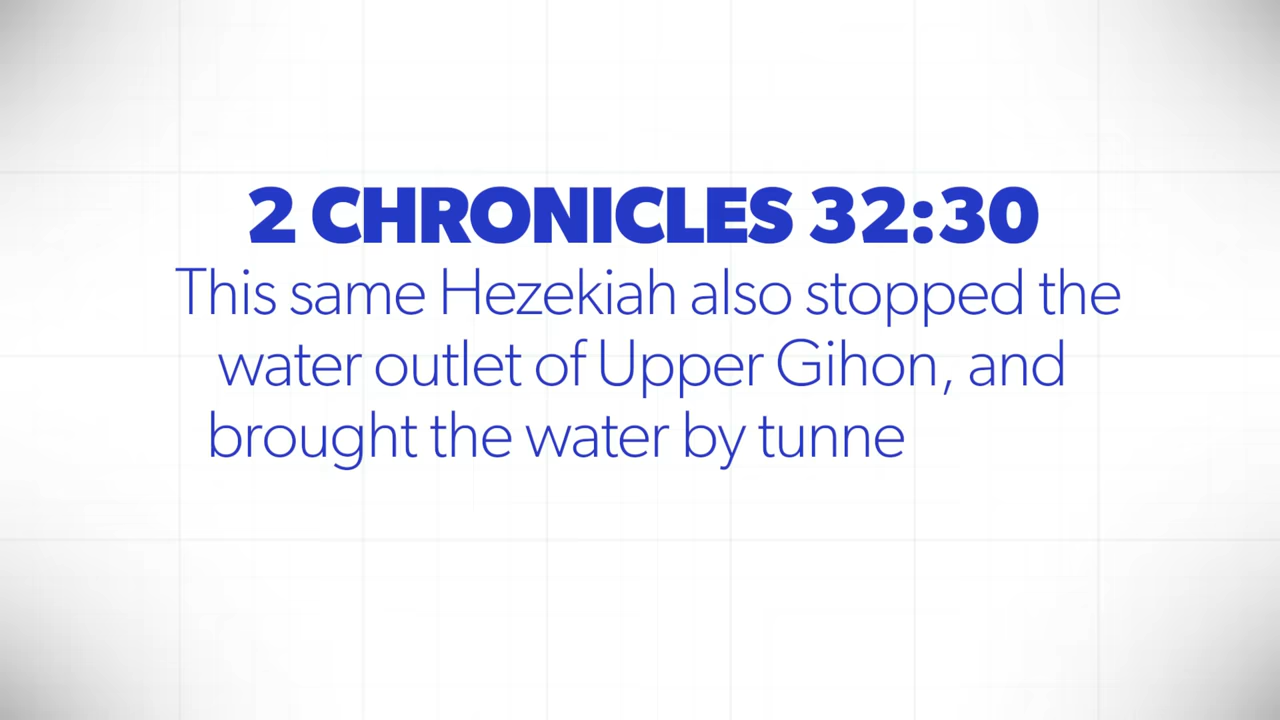 2 CHRONICLES 32:30
This same Hezekiah also stopped the
water outlet of Upper Gihon, and
brought the water by tunne